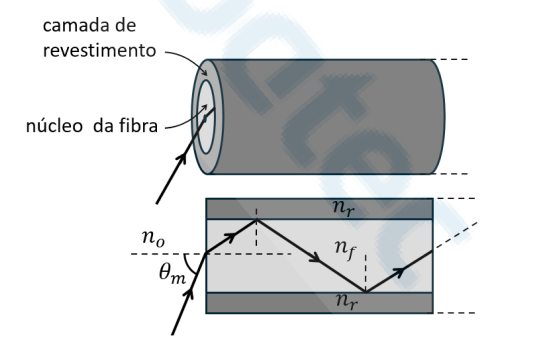 camada de
revestimento
núcleo da fibra
n_r
n_o
n_f
θ_m
n_r